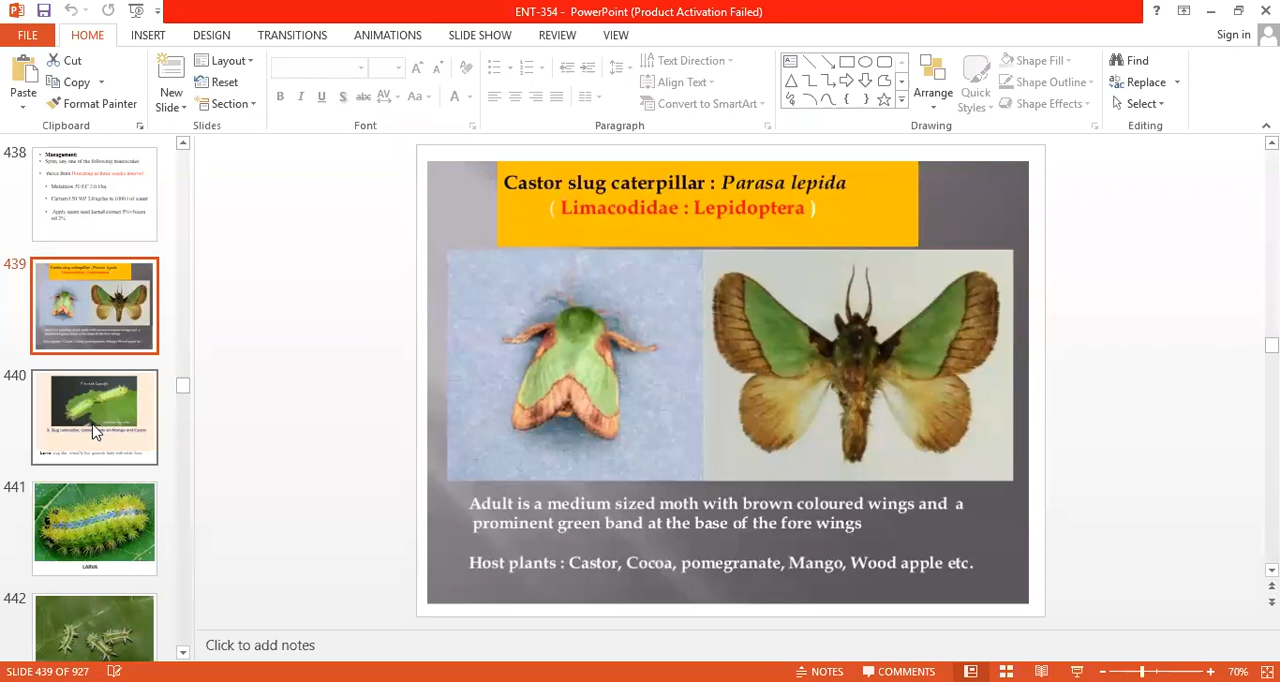 ENT-354 - PowerPoint (Product Activation Failed)
Sign in
FILE HOME INSERT DESIGN TRANSITIONS ANIMATIONS SLIDE SHOW REVIEW VIEW
Paste
Cut
Copy
Format Painter
Clipboard
New Slide
Layout
Reset
Section
Slides
Font
Text Direction
Align Text
Convert to SmartArt
Paragraph
Arrange
Quick Styles
Shape Fill
Shape Outline
Shape Effects
Drawing
Find
Replace
Select
Editing
438
Management:
439
440
441
LARVA
442
Castor slug caterpillar : Parasa lepida
( Limacodidae : Lepidoptera )
Adult is a medium sized moth with brown coloured wings and a
prominent green band at the base of the fore wings
Host plants : Castor, Cocoa, pomegranate, Mango, Wood apple etc.
Click to add notes
SLIDE 439 OF 927
NOTES COMMENTS 70%